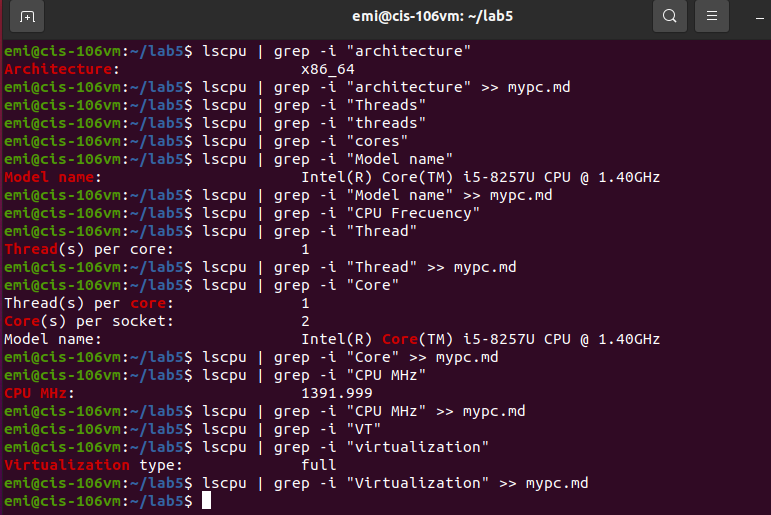 emi@cis-106vm: ~/lab5
emi@cis-106vm:~/lab5$ lscpu | grep -i "architecture"
Architecture:                    x86_64
emi@cis-106vm:~/lab5$ lscpu | grep -i "architecture" >> mypc.md
emi@cis-106vm:~/lab5$ lscpu | grep -i "Threads"
emi@cis-106vm:~/lab5$ lscpu | grep -i "threads"
emi@cis-106vm:~/lab5$ lscpu | grep -i "cores"
emi@cis-106vm:~/lab5$ lscpu | grep -i "Model name"
Model name:                      Intel(R) Core(TM) i5-8257U CPU @ 1.40GHz
emi@cis-106vm:~/lab5$ lscpu | grep -i "Model name" >> mypc.md
emi@cis-106vm:~/lab5$ lscpu | grep -i "CPU Frecuency"
emi@cis-106vm:~/lab5$ lscpu | grep -i "Thread"
Thread(s) per core:              1
emi@cis-106vm:~/lab5$ lscpu | grep -i "Thread" >> mypc.md
emi@cis-106vm:~/lab5$ lscpu | grep -i "Core"
Thread(s) per core:              1
Core(s) per socket:              2
Model name:                      Intel(R) Core(TM) i5-8257U CPU @ 1.40GHz
emi@cis-106vm:~/lab5$ lscpu | grep -i "Core" >> mypc.md
emi@cis-106vm:~/lab5$ lscpu | grep -i "CPU MHz"
CPU MHz:                         1391.999
emi@cis-106vm:~/lab5$ lscpu | grep -i "CPU MHz" >> mypc.md
emi@cis-106vm:~/lab5$ lscpu | grep -i "VT"
emi@cis-106vm:~/lab5$ lscpu | grep -i "virtualization"
Virtualization type:             full
emi@cis-106vm:~/lab5$ lscpu | grep -i "Virtualization" >> mypc.md
emi@cis-106vm:~/lab5$